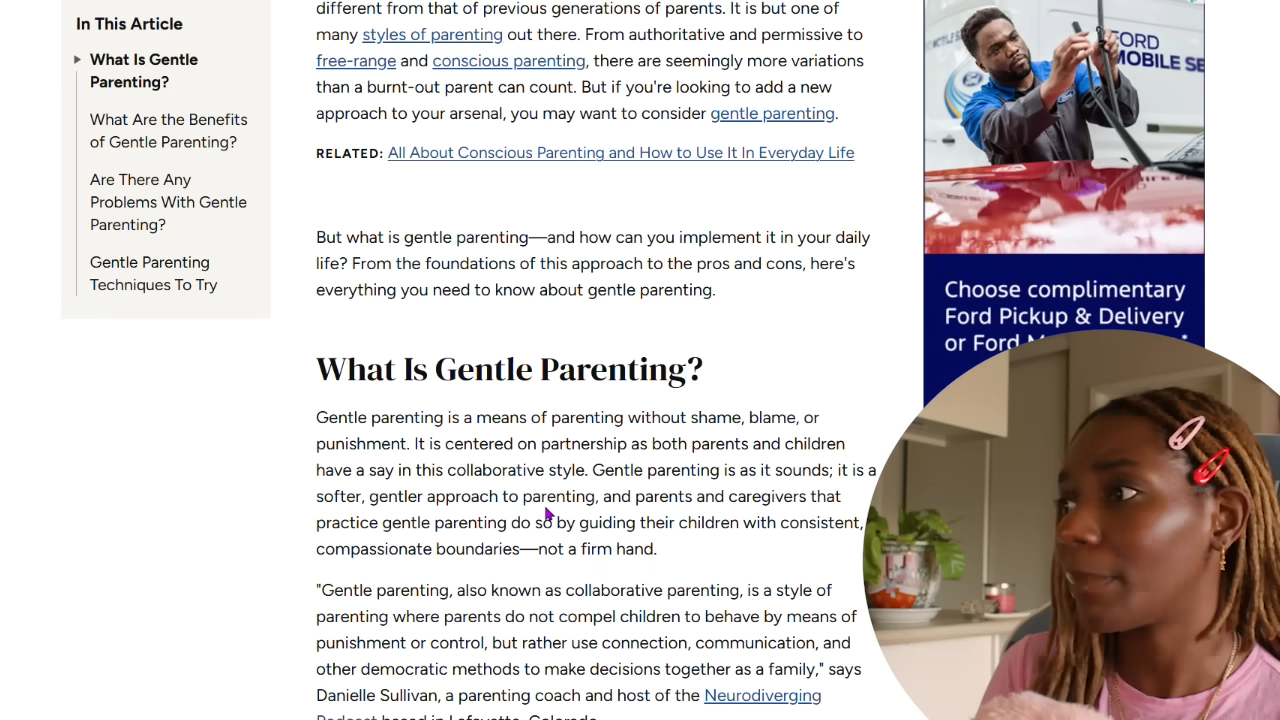 In This Article
What Is Gentle
Parenting?
What Are the Benefits
of Gentle Parenting?
Are There Any
Problems With Gentle
Parenting?
Gentle Parenting
Techniques To Try
different from that of previous generations of parents. It is but one of
many styles of parenting out there. From authoritative and permissive to
free-range and conscious parenting, there are seemingly more variations
than a burnt-out parent can count. But if you're looking to add a new
approach to your arsenal, you may want to consider gentle parenting.
RELATED: All About Conscious Parenting and How to Use It In Everyday Life
But what is gentle parenting—and how can you implement it in your daily
life? From the foundations of this approach to the pros and cons, here's
everything you need to know about gentle parenting.
What Is Gentle Parenting?
Gentle parenting is a means of parenting without shame, blame, or
punishment. It is centered on partnership as both parents and children
have a say in this collaborative style. Gentle parenting is as it sounds; it is a
softer, gentler approach to parenting, and parents and caregivers that
practice gentle parenting do so by guiding their children with consistent,
compassionate boundaries—not a firm hand.
"Gentle parenting, also known as collaborative parenting, is a style of
parenting where parents do not compel children to behave by means of
punishment or control, but rather use connection, communication, and
other democratic methods to make decisions together as a family," says
Danielle Sullivan, a parenting coach and host of the Neurodiverging
Podcast based in Lafayette, Colorado.
FORD
MOBILE SE
Choose complimentary
Ford Pickup & Delivery
or Ford